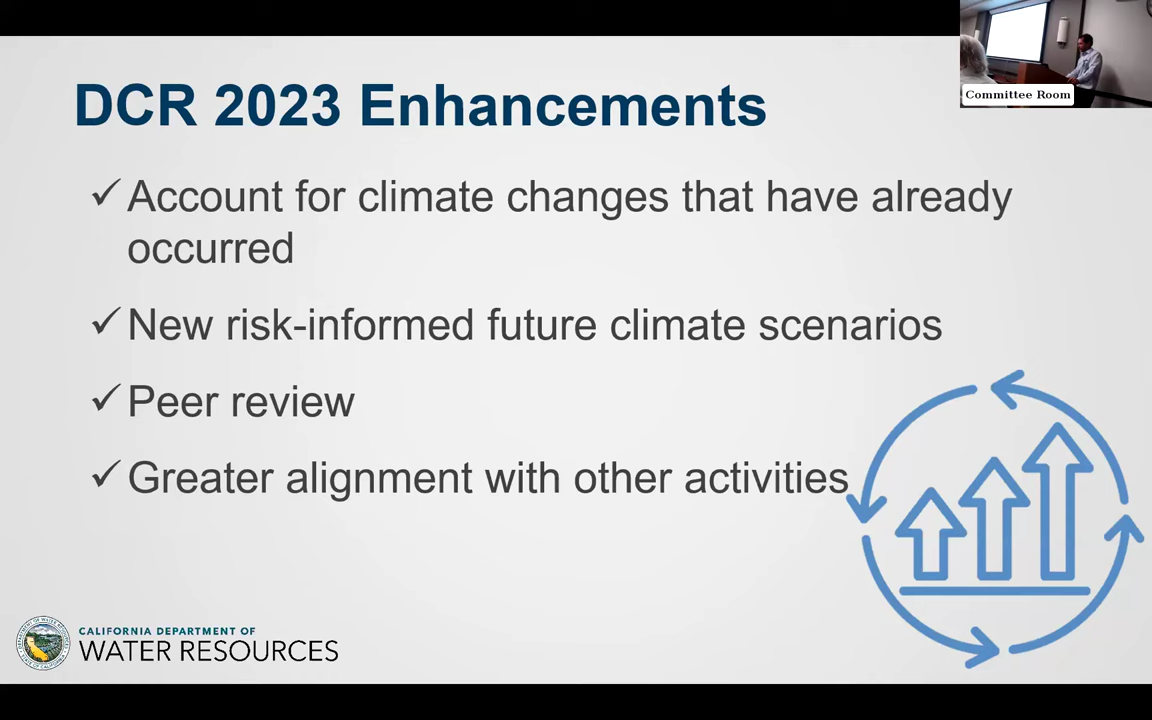 Committee Room
DCR 2023 Enhancements
✓ Account for climate changes that have already
occurred
✓ New risk-informed future climate scenarios
✓ Peer review
✓ Greater alignment with other activities
CALIFORNIA DEPARTMENT OF
WATER RESOURCES